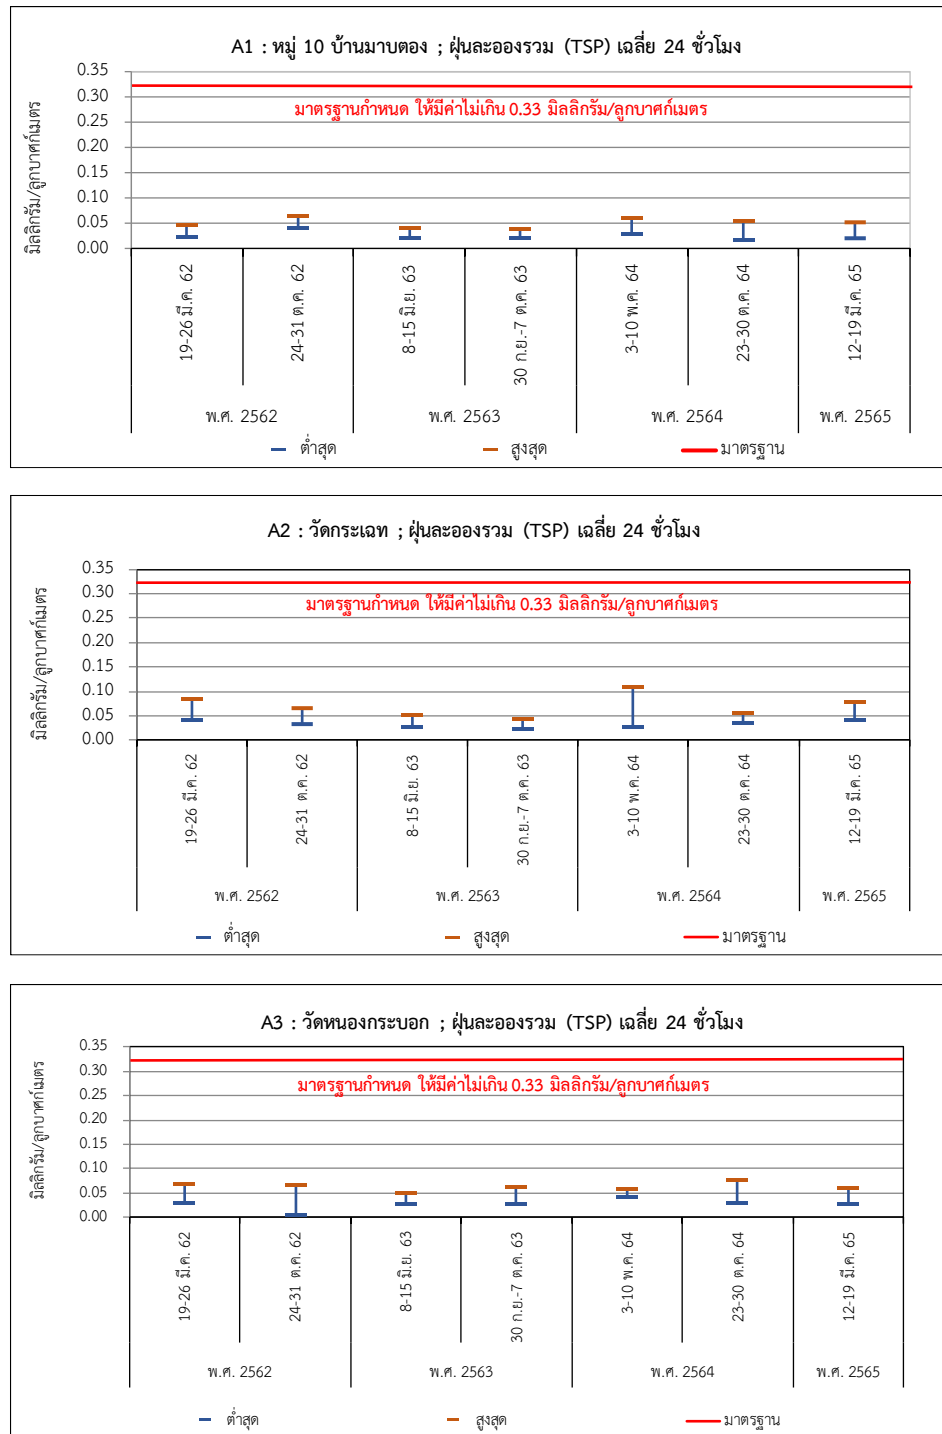 A1 : หมู่ 10 บ้านมาบตอง ; ฝุ่นละอองรวม (TSP) เฉลี่ย 24 ชั่วโมง
มิลลิกรัม/ลูกบาศก์เมตร
0.35
0.30
0.25
0.20
0.15
0.10
0.05
0.00
มาตรฐานกำหนด ให้มีค่าไม่เกิน 0.33 มิลลิกรัม/ลูกบาศก์เมตร
19-26 มี.ค. 62
24-31 ต.ค. 62
8-15 มิ.ย. 63
30 ก.ย.-7 ต.ค. 63
3-10 พ.ค. 64
23-30 ต.ค. 64
12-19 มี.ค. 65
พ.ศ. 2562 พ.ศ. 2563 พ.ศ. 2564 พ.ศ. 2565
ต่ำสุด สูงสุด มาตรฐาน
A2 : วัดกระเฉท ; ฝุ่นละอองรวม (TSP) เฉลี่ย 24 ชั่วโมง
มิลลิกรัม/ลูกบาศก์เมตร
0.35
0.30
0.25
0.20
0.15
0.10
0.05
0.00
มาตรฐานกำหนด ให้มีค่าไม่เกิน 0.33 มิลลิกรัม/ลูกบาศก์เมตร
19-26 มี.ค. 62
24-31 ต.ค. 62
8-15 มิ.ย. 63
30 ก.ย.-7 ต.ค. 63
3-10 พ.ค. 64
23-30 ต.ค. 64
12-19 มี.ค. 65
พ.ศ. 2562 พ.ศ. 2563 พ.ศ. 2564 พ.ศ. 2565
ต่ำสุด สูงสุด มาตรฐาน
A3 : วัดหนองกระบอก ; ฝุ่นละอองรวม (TSP) เฉลี่ย 24 ชั่วโมง
มิลลิกรัม/ลูกบาศก์เมตร
0.35
0.30
0.25
0.20
0.15
0.10
0.05
0.00
มาตรฐานกำหนด ให้มีค่าไม่เกิน 0.33 มิลลิกรัม/ลูกบาศก์เมตร
19-26 มี.ค. 62
24-31 ต.ค. 62
8-15 มิ.ย. 63
30 ก.ย.-7 ต.ค. 63
3-10 พ.ค. 64
23-30 ต.ค. 64
12-19 มี.ค. 65
พ.ศ. 2562 พ.ศ. 2563 พ.ศ. 2564 พ.ศ. 2565
ต่ำสุด สูงสุด มาตรฐาน